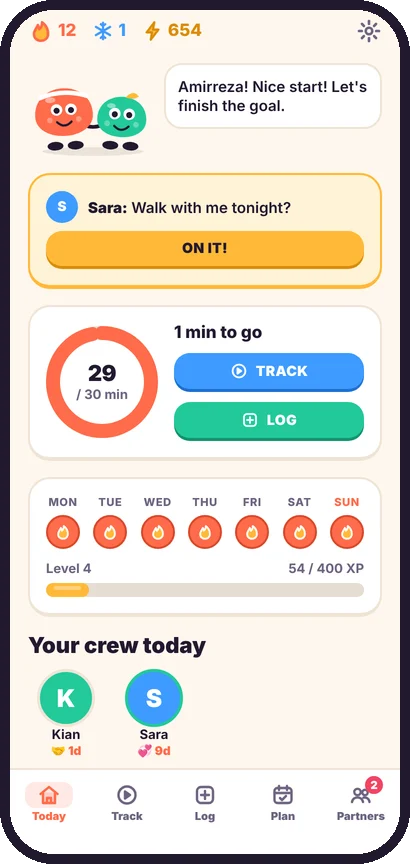 12 1 654
Amirreza! Nice start! Let's
finish the goal.
S Sara: Walk with me tonight?
ON IT!
29
/ 30 min
1 min to go
TRACK
LOG
MON TUE WED THU FRI SAT SUN
Level 4 54 / 400 XP
Your crew today
K S
Kian Sara
🤝 1d 💞 9d
2
Today Track Log Plan Partners